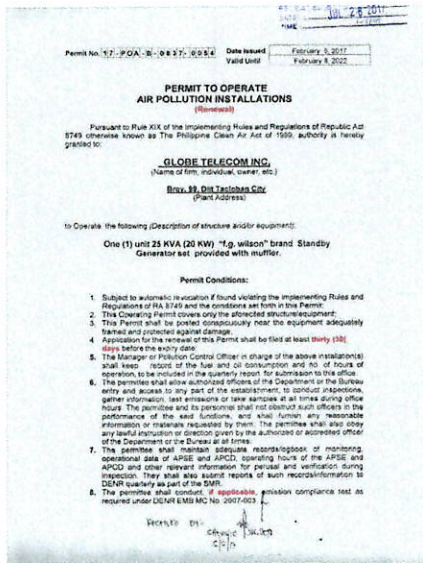 JUL 28 2017
Permit No. 17-POA-B-0837-0054
Date Issued February 8, 2017
Valid Until February 8, 2022
PERMIT TO OPERATE
AIR POLLUTION INSTALLATIONS
(Renewal)
Pursuant to Rule XIX of the Implementing Rules and Regulations of Republic Act
8749 otherwise known as The Philippine Clean Air Act of 1999, authority is hereby
granted to:
GLOBE TELECOM INC.
(Name of firm, individual, owner, etc.)
Brgy. 99, Diit Tacloban City
(Plant Address)
to Operate the following (Description of structure and/or equipment):
One (1) unit 25 KVA (20 KW) "f.g. wilson" brand Standby
Generator set provided with muffler.
Permit Conditions:
1. Subject to automatic revocation if found violating the Implementing Rules and
Regulations of RA 8749 and the conditions set forth in this Permit;
2. This Operating Permit covers only the aforecited structure/equipment;
3. This Permit shall be posted conspicuously near the equipment adequately
framed and protected against damage.
4. Application for the renewal of this Permit shall be filed at least thirty (30)
days before the expiry date.
5. The Manager or Pollution Control Officer in charge of the above installation(s)
shall keep record of the fuel and oil consumption and no. of hours of
operation, to be included in the quarterly report for submission to this office.
6. The permittee shall allow authorized officers of the Department or the Bureau
entry and access to any part of the establishment, to conduct inspections,
gather information, test emissions or take samples at all times during office
hours. The permittee and its personnel shall not obstruct such officers in the
performance of the said functions, and shall furnish any reasonable
information or materials requested by them. The permittee shall also obey
any lawful instruction or direction given by the authorized or accredited officer
of the Department or the Bureau at all times.
7. The permittee shall maintain adequate records/logbook of monitoring,
operational data of APSE and APCD, operating hours of the APSE and
APCD and other relevant information for perusal and verification during
inspection. They shall also submit reports of such records/information to
DENR quarterly as part of the SMR.
8. The permittee shall conduct, if applicable, emission compliance test as
required under DENR EMB MC No. 2007-003.